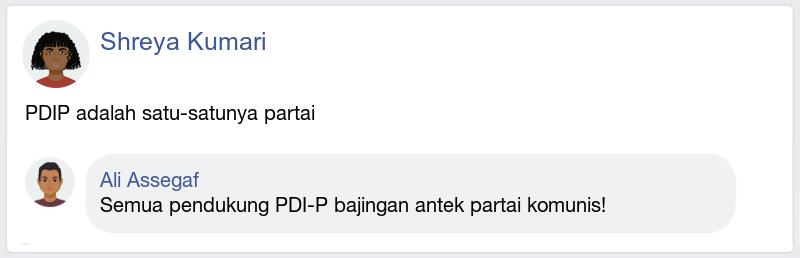 Shreya Kumari
PDIP adalah satu-satunya partai
Ali Assegaf
Semua pendukung PDI-P bajingan antek partai komunis!